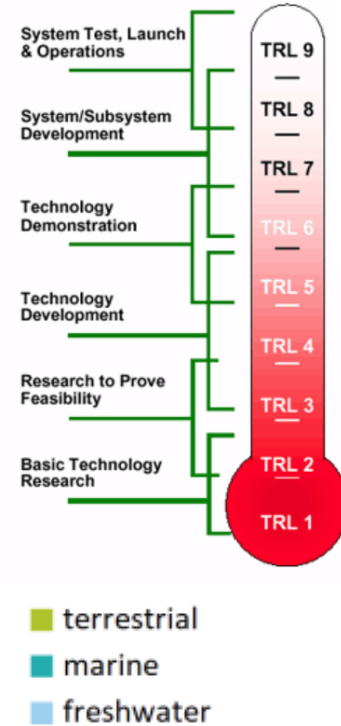 System Test, Launch
& Operations
System/Subsystem
Development
Technology
Demonstration
Technology
Development
Research to Prove
Feasibility
Basic Technology
Research
TRL 9
TRL 8
TRL 7
TRL 6
TRL 5
TRL 4
TRL 3
TRL 2
TRL 1
terrestrial
marine
freshwater